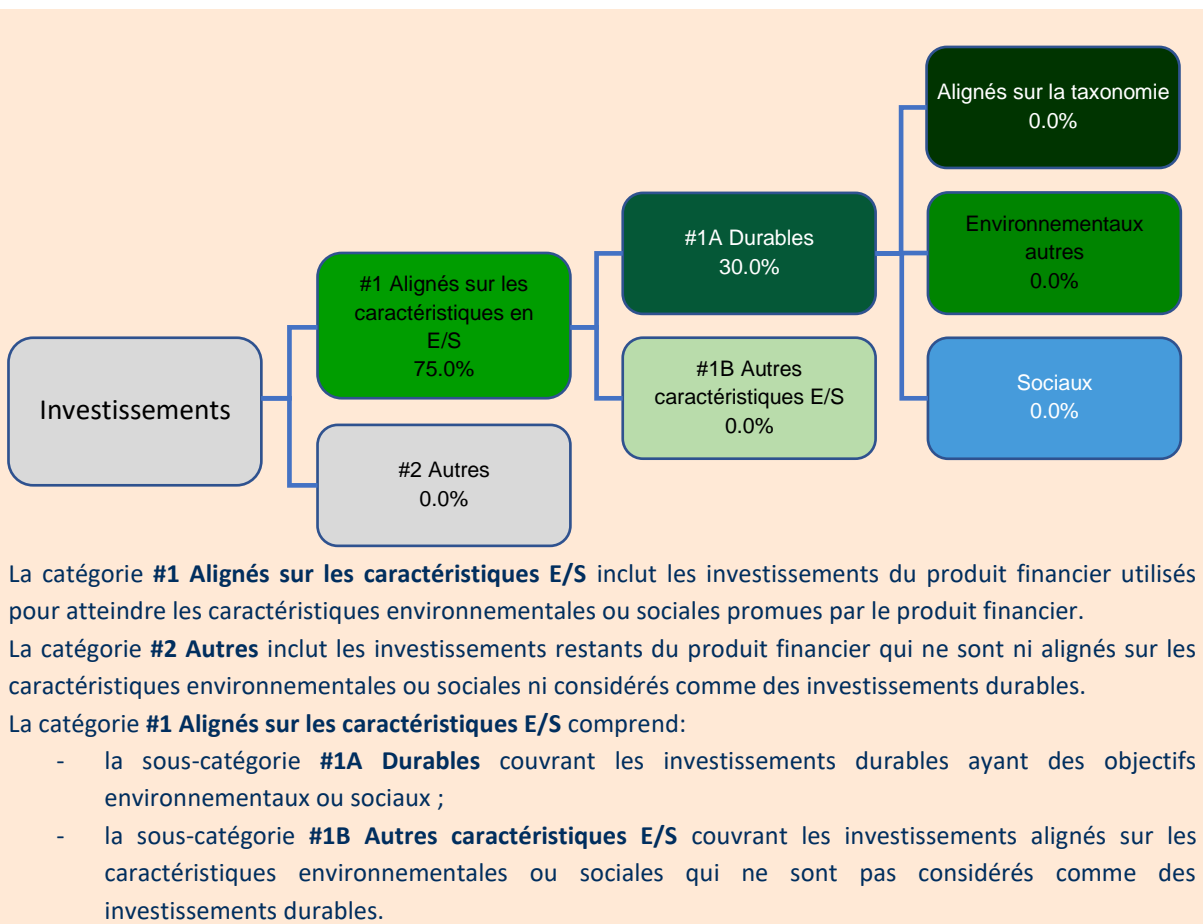 Investissements
#1 Alignés sur les
caractéristiques en
E/S
75.0%
#2 Autres
0.0%
#1A Durables
30.0%
#1B Autres
caractéristiques E/S
0.0%
Alignés sur la taxonomie
0.0%
Environnementaux
autres
0.0%
Sociaux
0.0%
La catégorie #1 Alignés sur les caractéristiques E/S inclut les investissements du produit financier utilisés
pour atteindre les caractéristiques environnementales ou sociales promues par le produit financier.
La catégorie #2 Autres inclut les investissements restants du produit financier qui ne sont ni alignés sur les
caractéristiques environnementales ou sociales ni considérés comme des investissements durables.
La catégorie #1 Alignés sur les caractéristiques E/S comprend:
- la sous-catégorie #1A Durables couvrant les investissements durables ayant des objectifs
environnementaux ou sociaux ;
- la sous-catégorie #1B Autres caractéristiques E/S couvrant les investissements alignés sur les
caractéristiques environnementales ou sociales qui ne sont pas considérés comme des
investissements durables.